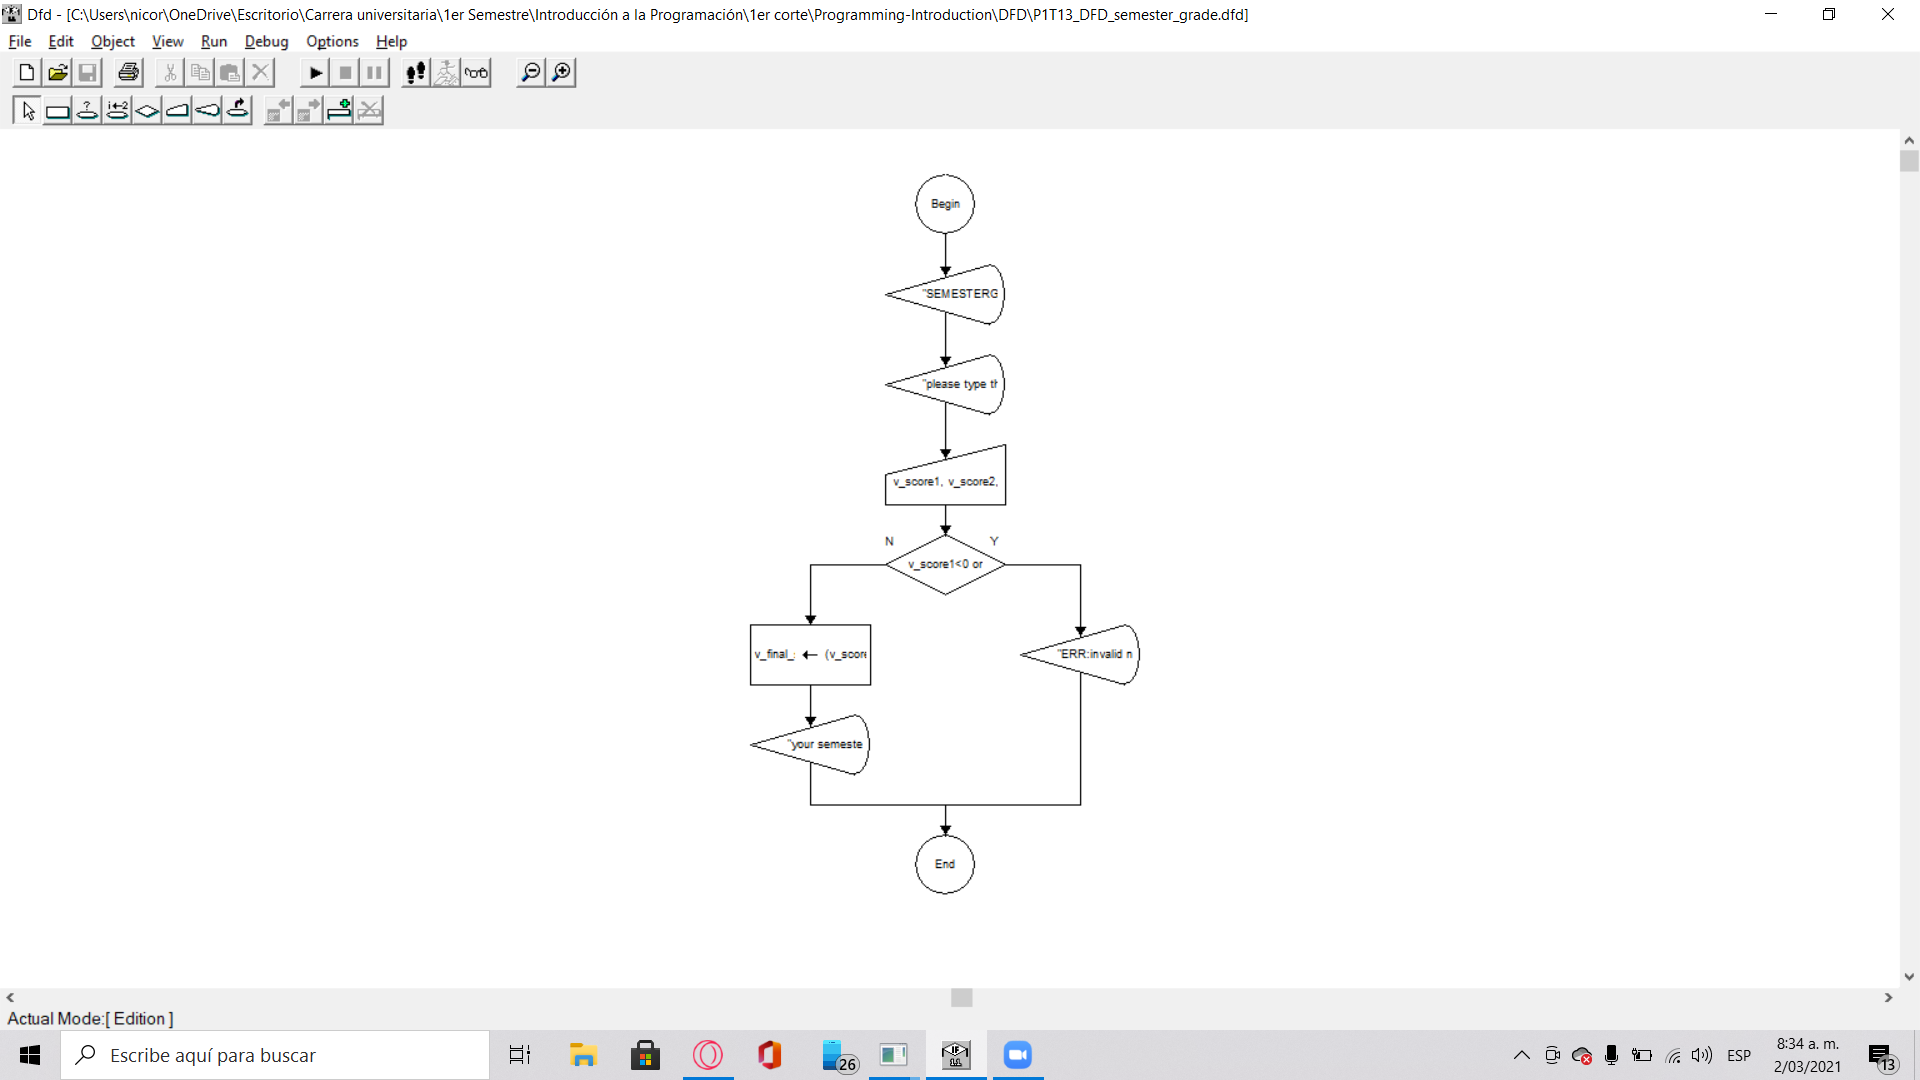 Dfd - [C:\Users\nicor\OneDrive\Escritorio\Carrera universitaria\1er Semestre\Introducción a la Programación\1er corte\Programming-Introduction\DFD\P1T13_DFD_semester_grade.dfd]
File Edit Object View Run Debug Options Help
Begin
"SEMESTERG
"please type th
v_score1, v_score2,
N Y
v_score1<0 or
v_final_: ← (v_score
"ERR:invalid n
"your semeste
End
Actual Mode:[ Edition ]
Escribe aquí para buscar
26
ESP
8:34 a. m.
2/03/2021
13